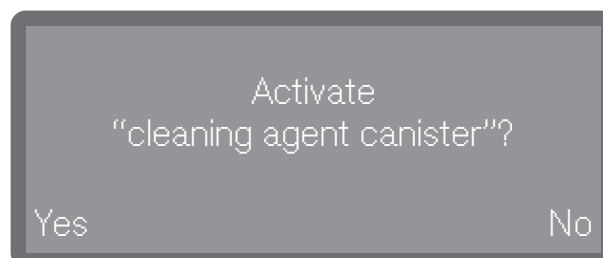 Activate
“cleaning agent canister”?
Yes No